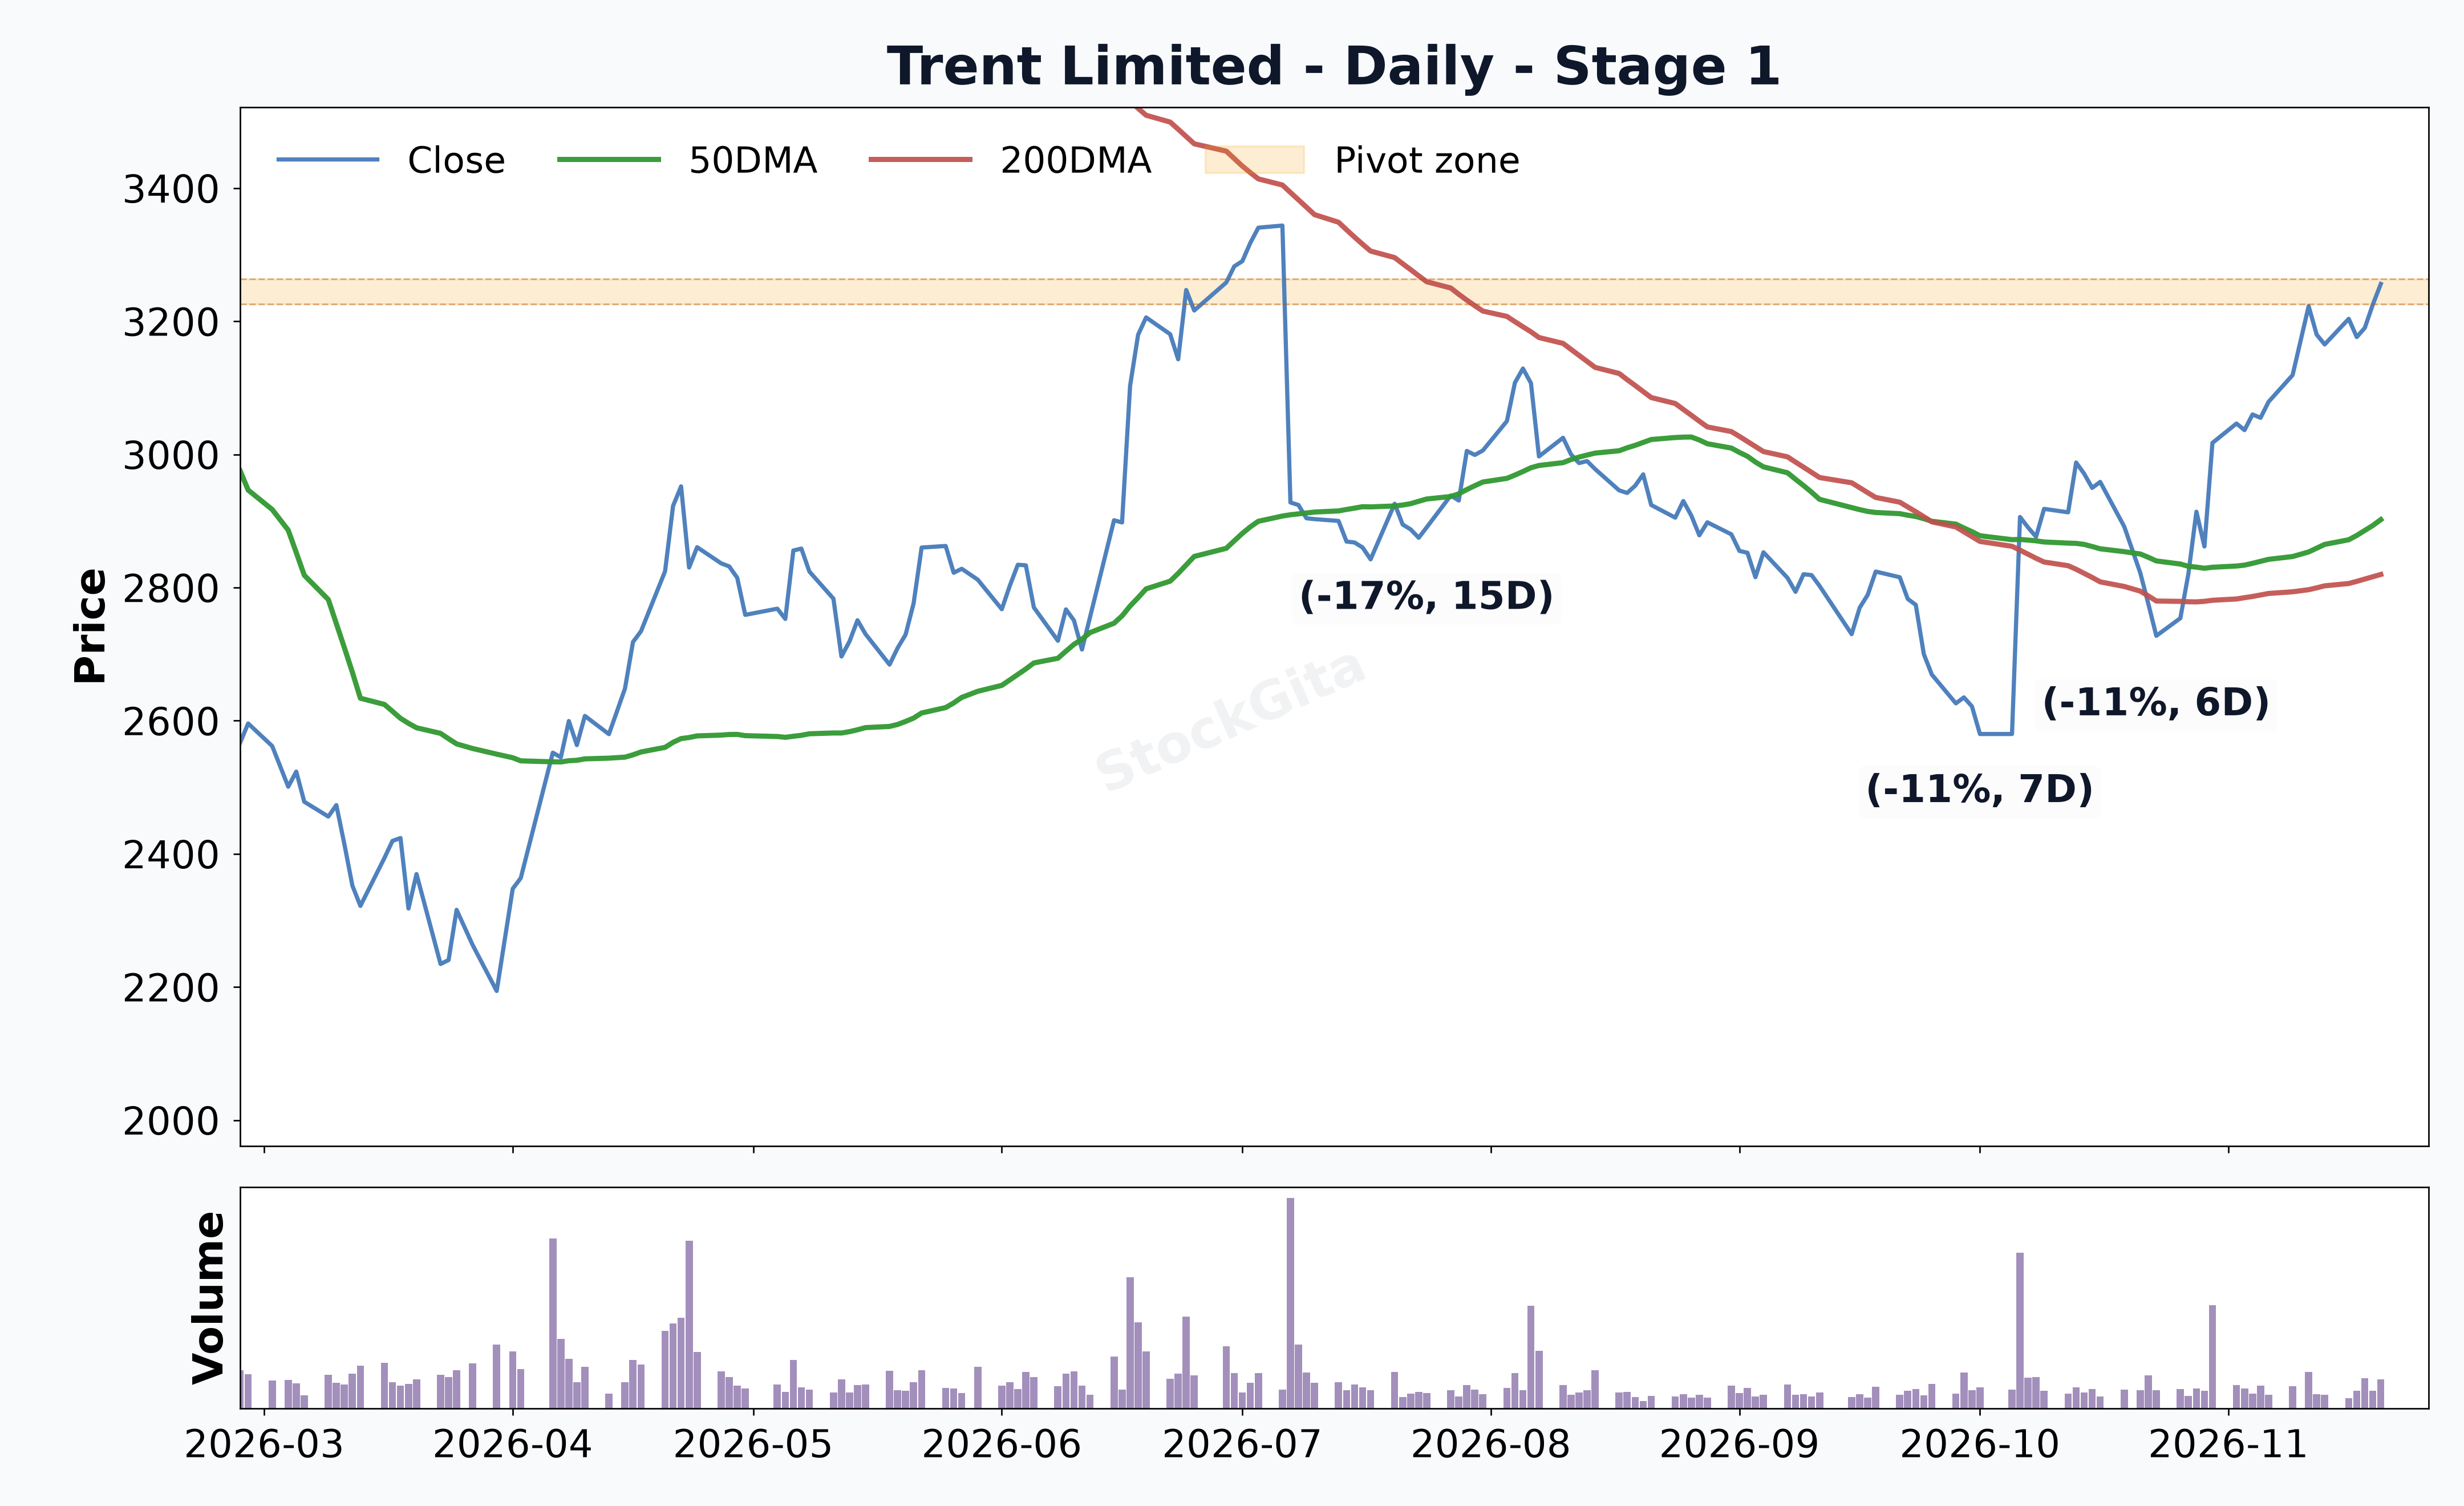 Trent Limited - Daily - Stage 1
Close 50DMA 200DMA Pivot zone
3400
3200
3000
2800
2600
2400
2200
2000
Price
(-17%, 15D)
(-11%, 6D)
(-11%, 7D)
StockGita
Volume
2026-03 2026-04 2026-05 2026-06 2026-07 2026-08 2026-09 2026-10 2026-11